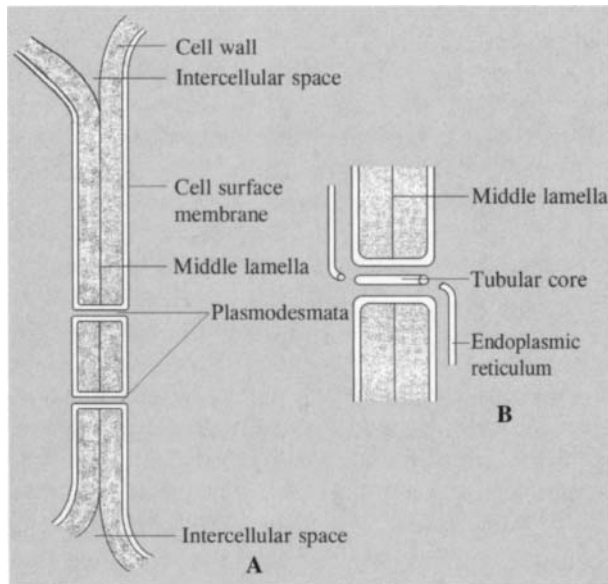 Cell wall
Intercellular space
Cell surface
membrane
Middle lamella
Plasmodesmata
Intercellular space
A
Middle lamella
Tubular core
Endoplasmic
reticulum
B